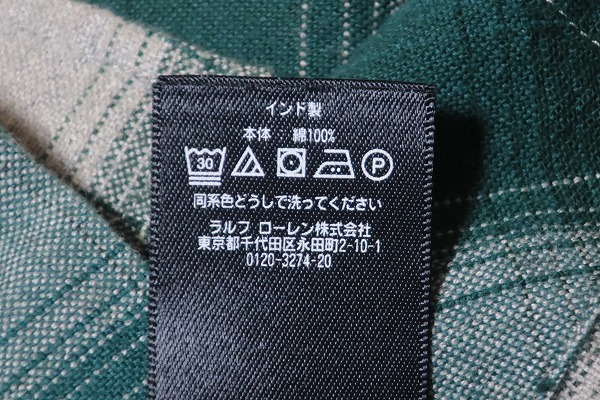 インド製
本体 綿100%
30 P
同系色どうしで洗ってください
ラルフ ローレン株式会社
東京都千代田区永田町2-10-1
0120-3274-20